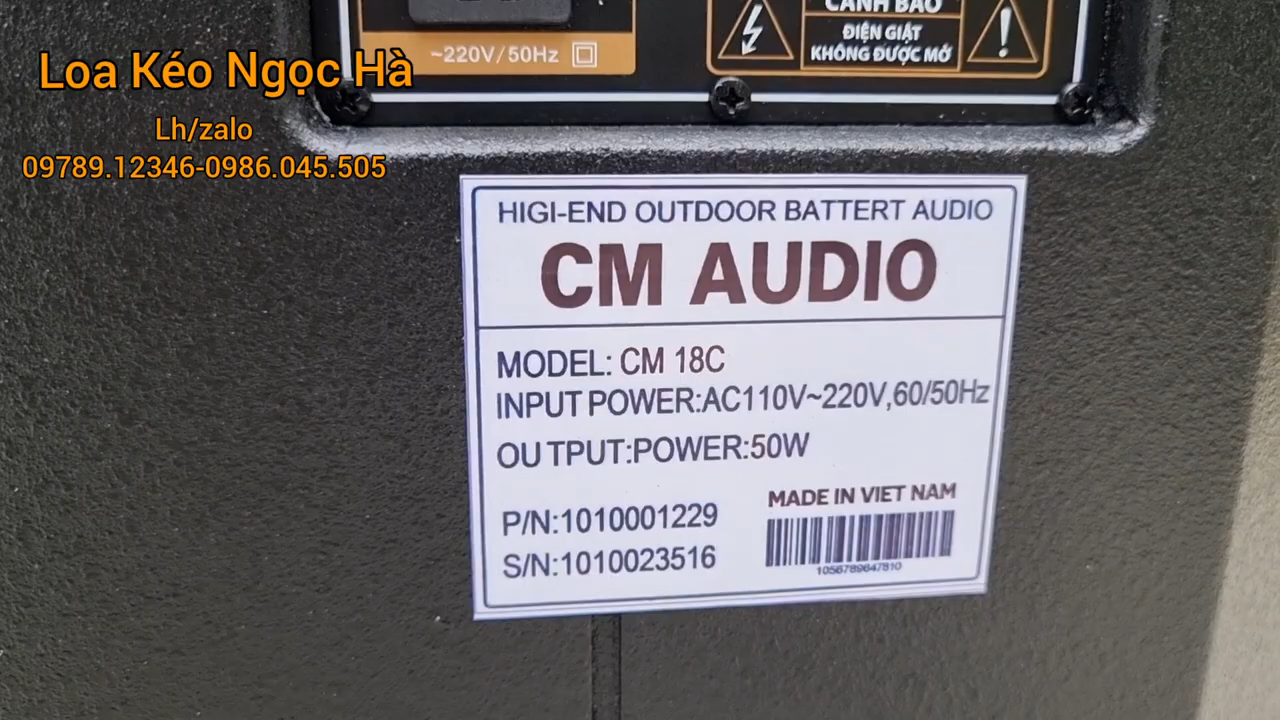 CẢNH BÁO
ĐIỆN GIẬT
KHÔNG ĐƯỢC MỞ
~220V/50Hz
Loa Kéo Ngọc Hà
Lh/zalo
09789.12346-0986.045.505
HIGI-END OUTDOOR BATTERT AUDIO
CM AUDIO
MODEL: CM 18C
INPUT POWER:AC110V~220V,60/50Hz
OUTPUT:POWER:50W
MADE IN VIET NAM
P/N:1010001229
S/N:1010023516
1056789647810